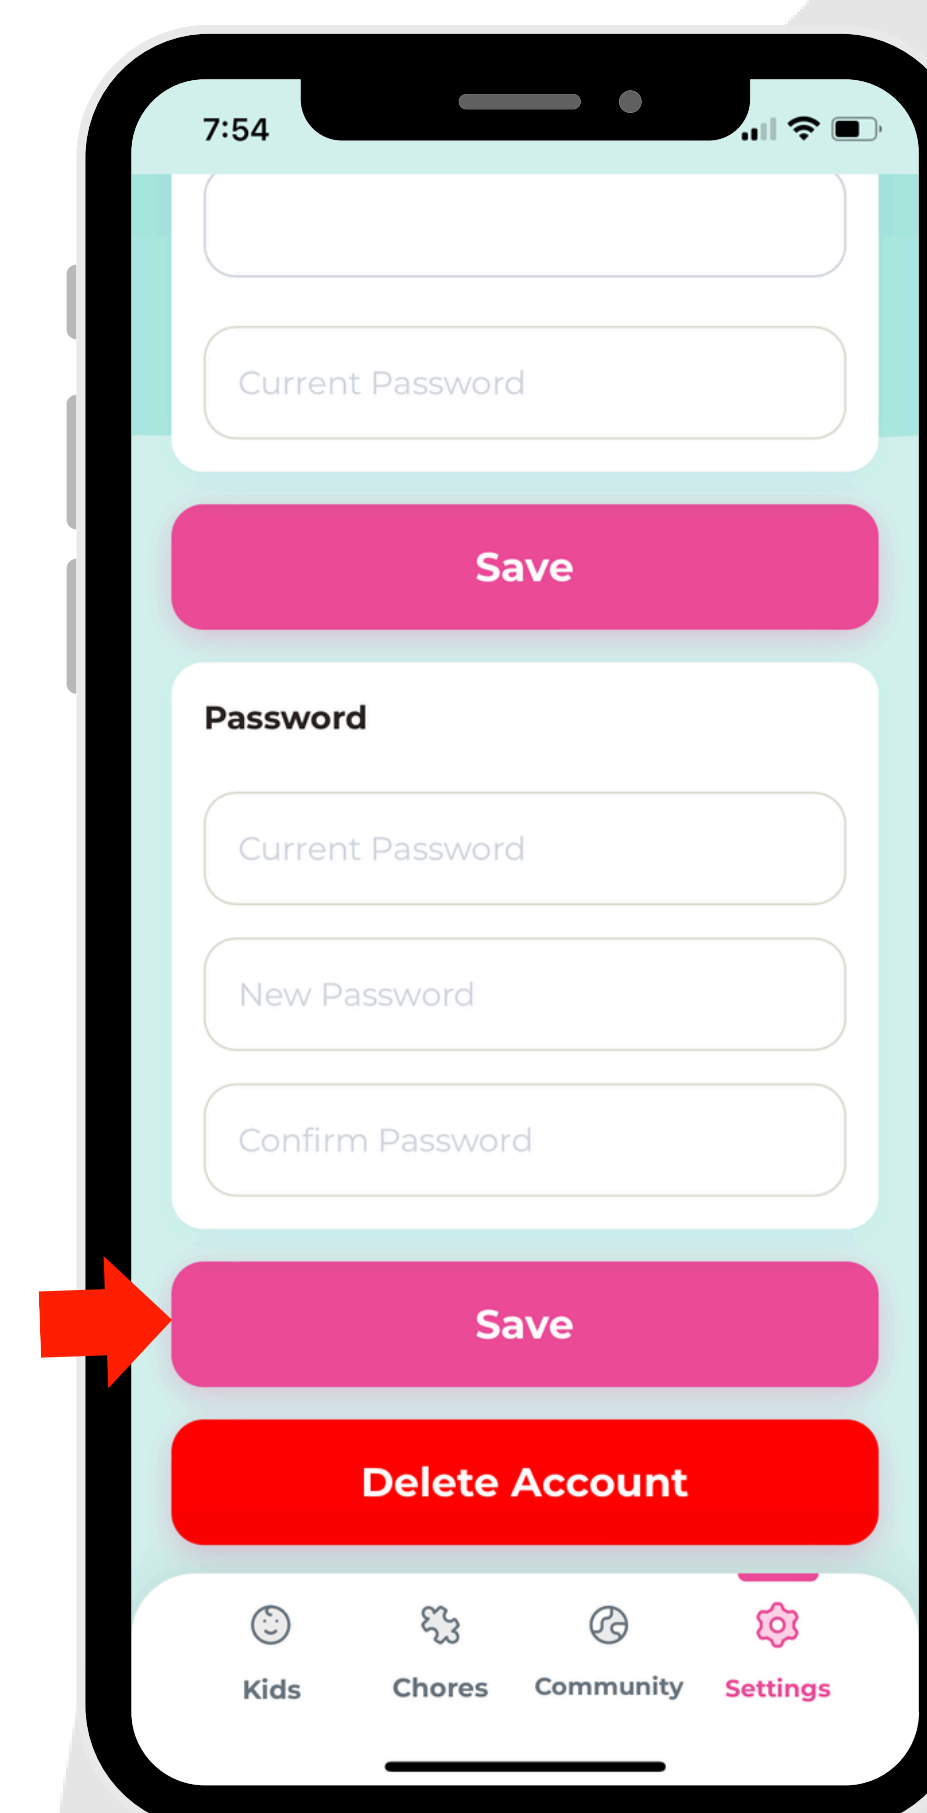 7:54
Current Password
Save
Password
Current Password
New Password
Confirm Password
Save
Delete Account
Kids
Chores
Community
Settings